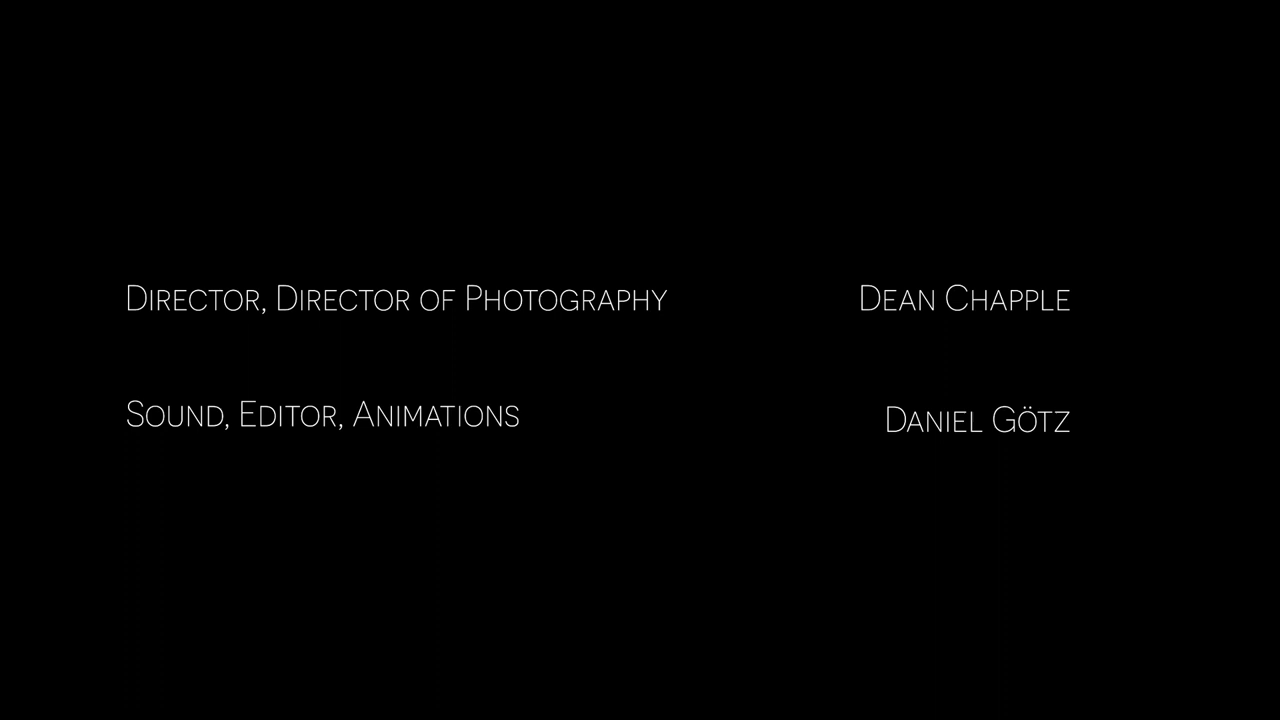 Director, Director of Photography Dean Chapple
Sound, Editor, Animations Daniel Götz